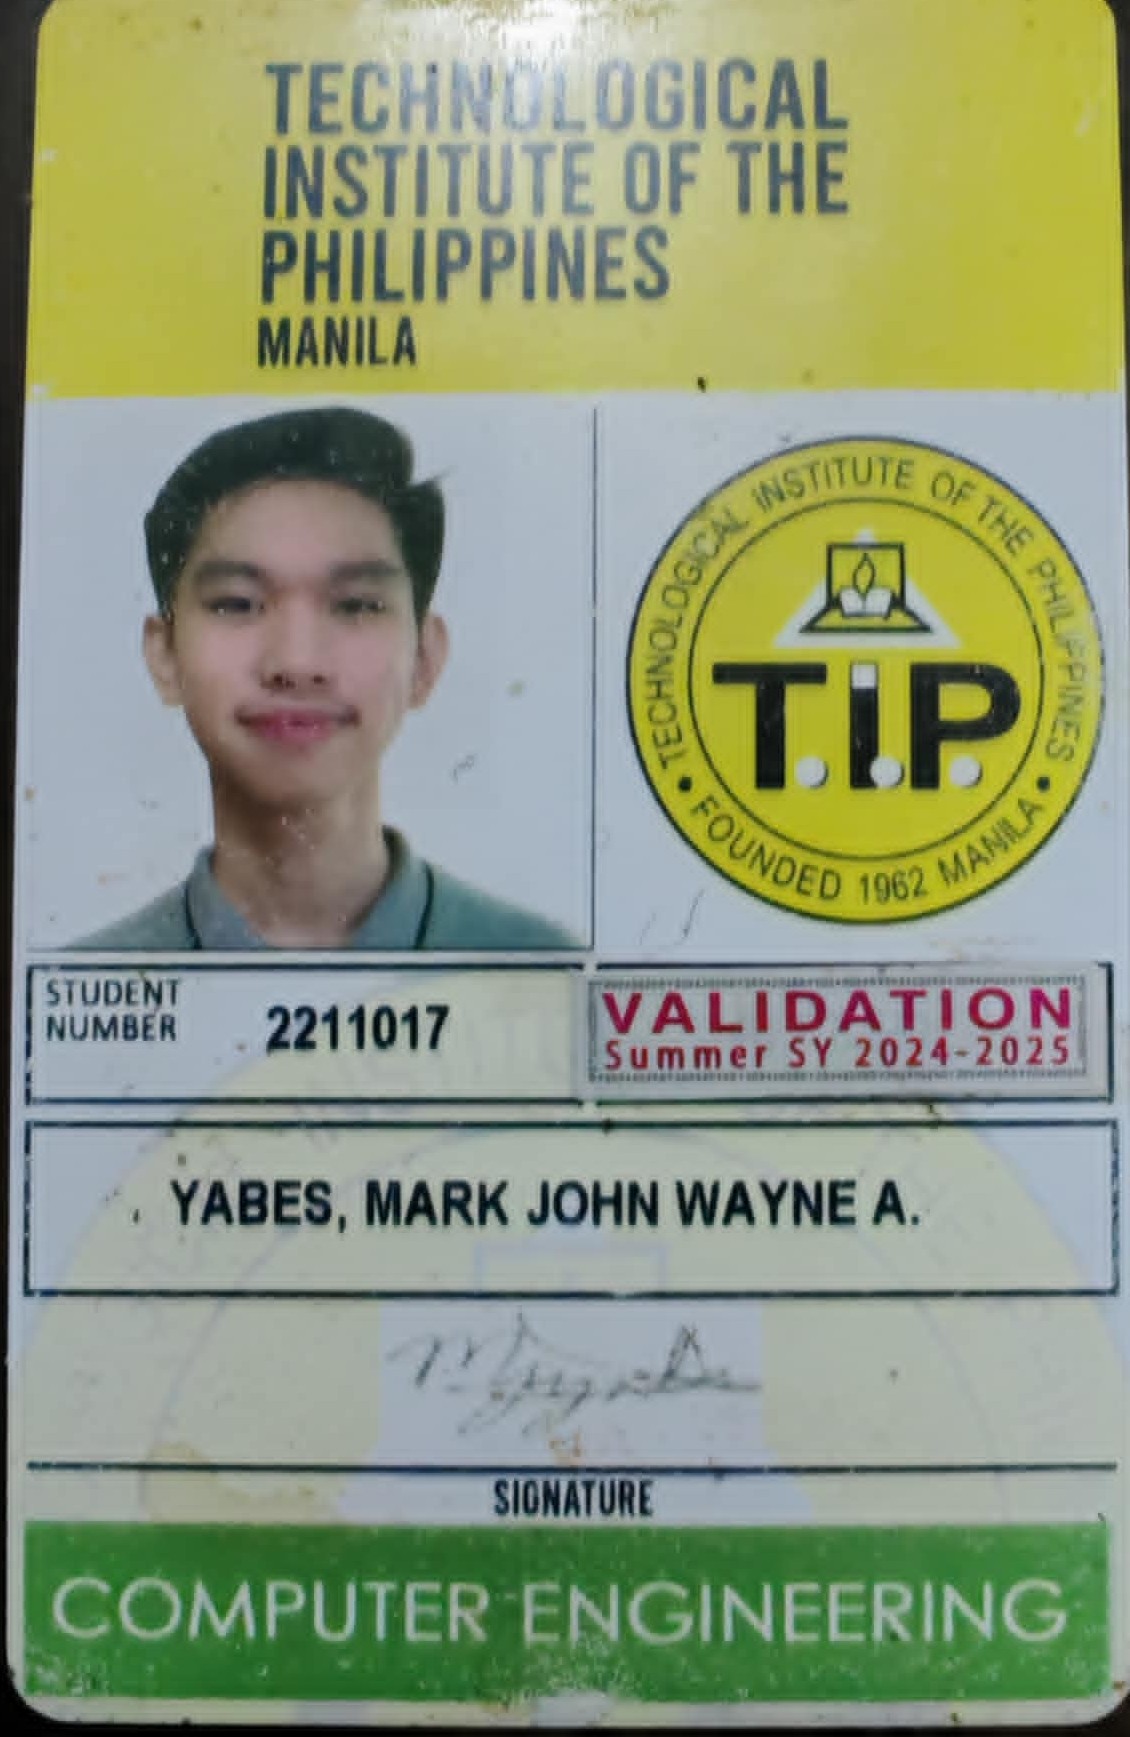 TECHNOLOGICAL
INSTITUTE OF THE
PHILIPPINES
MANILA
TECHNOLOGICAL INSTITUTE OF THE PHILIPPINES
T.I.P.
• FOUNDED 1962 MANILA •
STUDENT
NUMBER
2211017
VALIDATION
Summer SY 2024-2025
YABES, MARK JOHN WAYNE A.
SIGNATURE
COMPUTER ENGINEERING